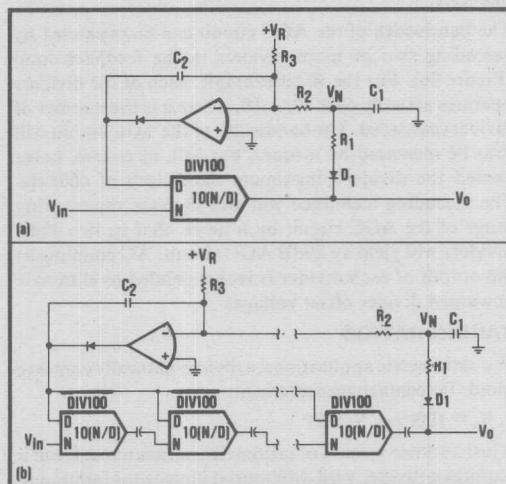 +VR
C2
R3
R2
VN
C1
R1
D1
DIV100
D
N
10(N/D)
Vin
Vo
(a)
+VR
C2
R3
R2
VN
C1
R1
D1
DIV100
DIV100
DIV100
D
N
10(N/D)
D
N
10(N/D)
D
N
10(N/D)
Vin
Vo
(b)